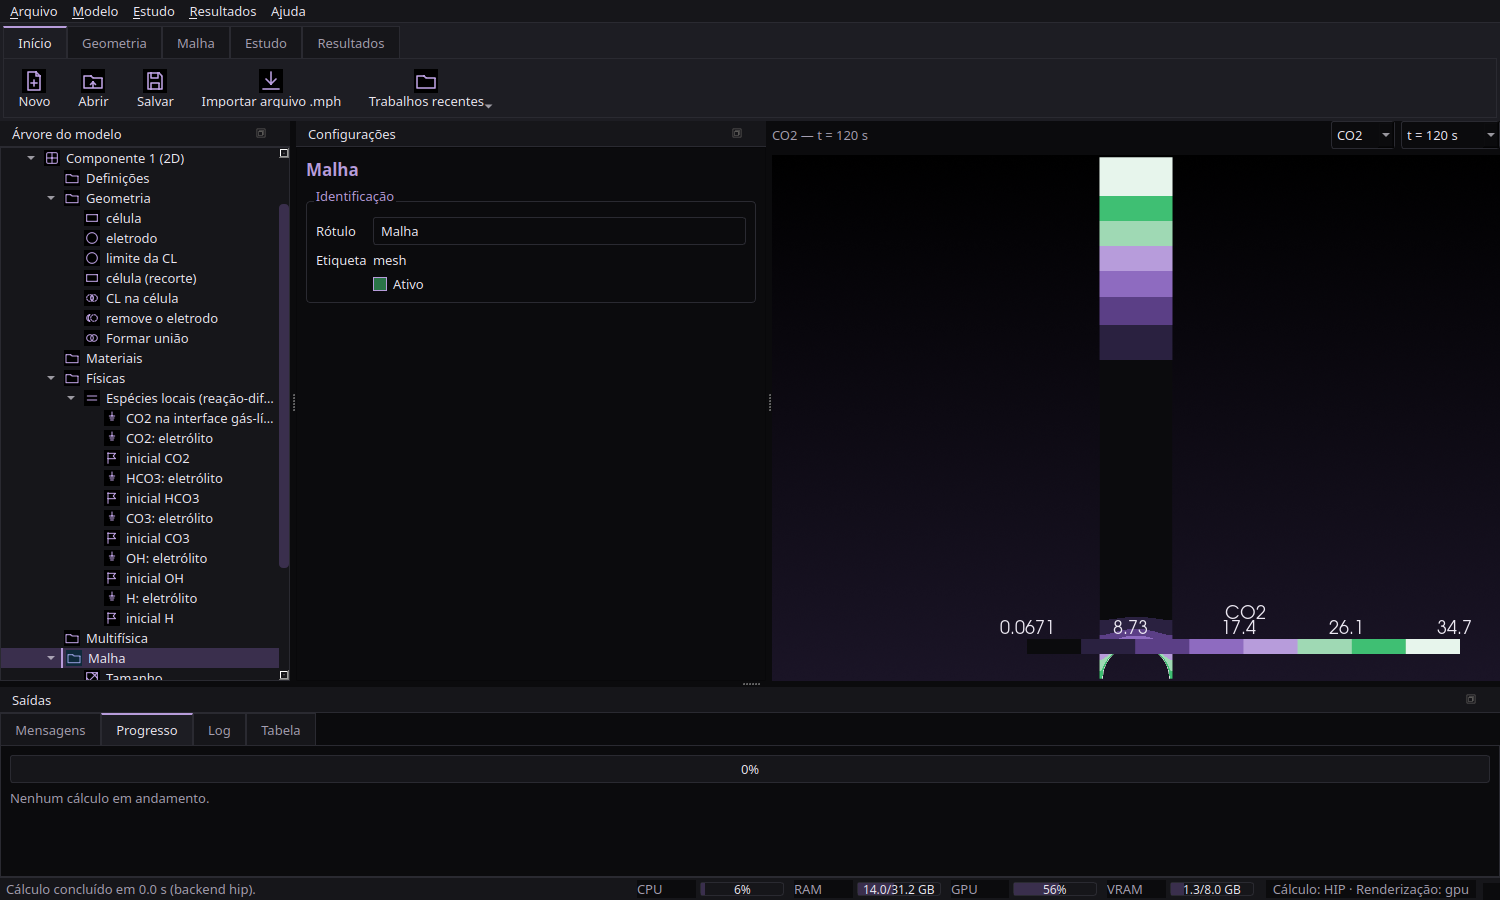 Arquivo Modelo Estudo Resultados Ajuda
Início Geometria Malha Estudo Resultados
Novo Abrir Salvar Importar arquivo .mph Trabalhos recentes
Árvore do modelo
Componente 1 (2D)
Definições
Geometria
célula
eletrodo
limite da CL
célula (recorte)
CL na célula
remove o eletrodo
Formar união
Materiais
Físicas
Espécies locais (reação-dif...
CO2 na interface gás-lí...
CO2: eletrólito
inicial CO2
HCO3: eletrólito
inicial HCO3
CO3: eletrólito
inicial CO3
OH: eletrólito
inicial OH
H: eletrólito
inicial H
Multifísica
Malha
Tamanho
Configurações
Malha
Identificação
Rótulo Malha
Etiqueta mesh
Ativo
CO2 — t = 120 s CO2 t = 120 s
CO2
0.0671 8.73 17.4 26.1 34.7
Saídas
Mensagens Progresso Log Tabela
0%
Nenhum cálculo em andamento.
Cálculo concluído em 0.0 s (backend hip). CPU 6% RAM 14.0/31.2 GB GPU 56% VRAM 1.3/8.0 GB Cálculo: HIP · Renderização: gpu